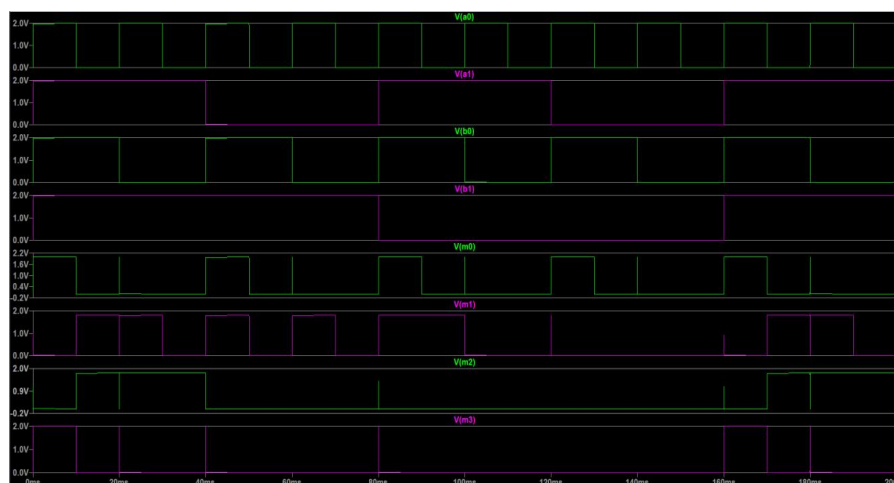 V(a0)
2.0V
1.0V
0.0V
V(a1)
2.0V
1.0V
0.0V
V(b0)
2.0V
1.0V
0.0V
V(b1)
2.0V
1.0V
0.0V
V(m0)
2.2V
1.6V
1.0V
0.4V
-0.2V
V(m1)
2.0V
1.0V
0.0V
V(m2)
2.0V
0.9V
-0.2V
V(m3)
2.0V
1.0V
0.0V
0ms 20ms 40ms 60ms 80ms 100ms 120ms 140ms 160ms 180ms